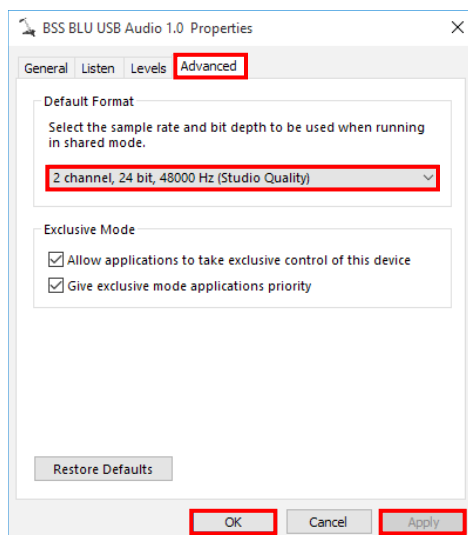 BSS BLU USB Audio 1.0 Properties
General Listen Levels Advanced
Default Format
Select the sample rate and bit depth to be used when running
in shared mode.
2 channel, 24 bit, 48000 Hz (Studio Quality)
Exclusive Mode
Allow applications to take exclusive control of this device
Give exclusive mode applications priority
Restore Defaults
OK Cancel Apply